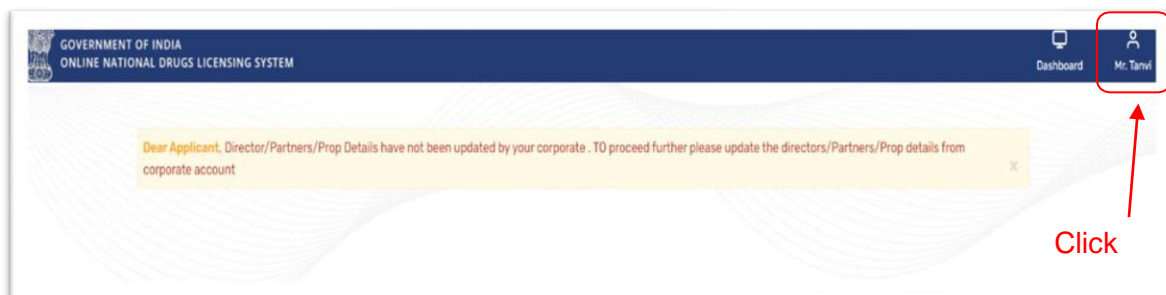 GOVERNMENT OF INDIA
ONLINE NATIONAL DRUGS LICENSING SYSTEM
Dashboard
Mr. Tanvi
Dear Applicant, Director/Partners/Prop Details have not been updated by your corporate . TO proceed further please update the directors/Partners/Prop details from
corporate account
x
Click